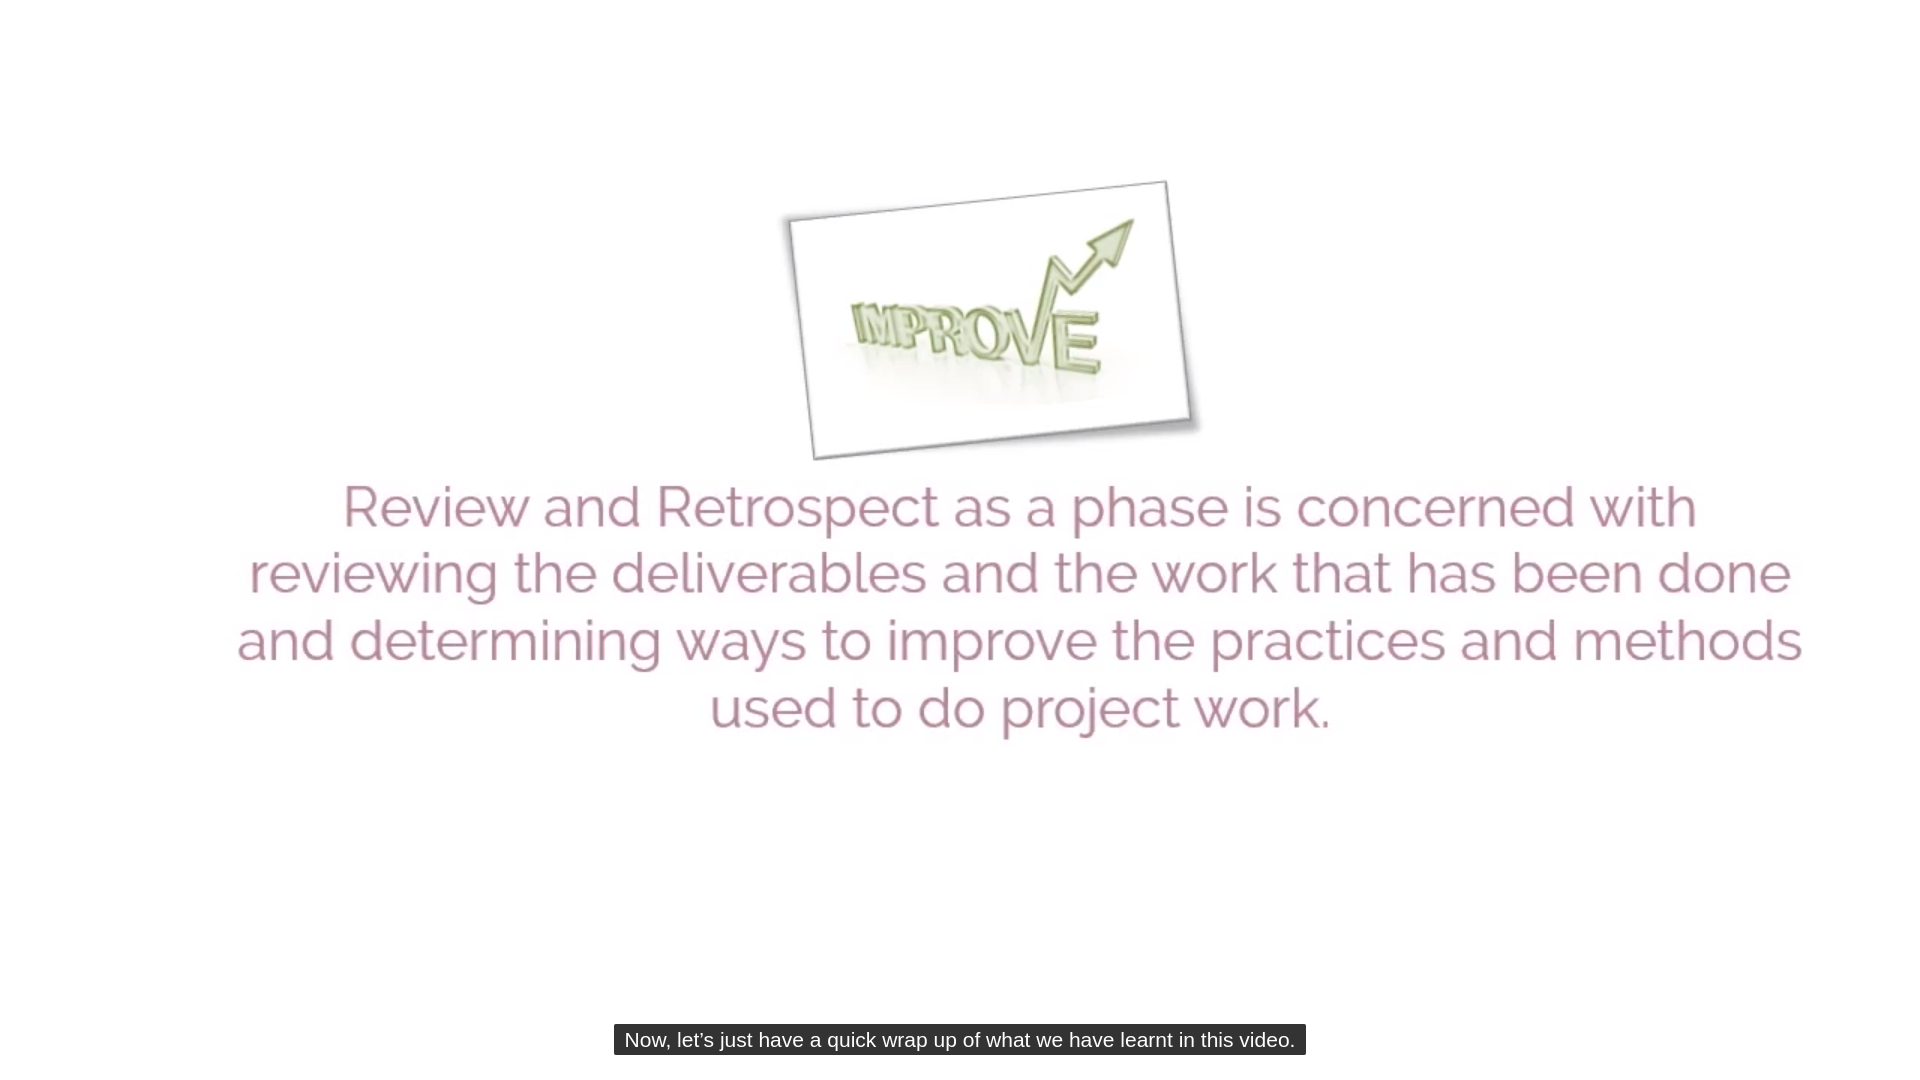 IMPROVE
Review and Retrospect as a phase is concerned with
reviewing the deliverables and the work that has been done
and determining ways to improve the practices and methods
used to do project work.
Now, let’s just have a quick wrap up of what we have learnt in this video.